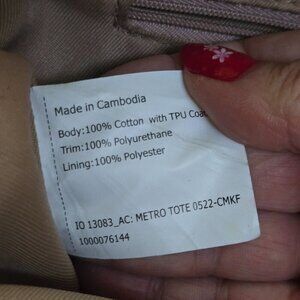 Made in Cambodia
Body:100% Cotton with TPU
Trim:100% Polyurethane
Lining:100% Polyester
IO 13083_AC: METRO TOTE 0522-CMKF
1000076144